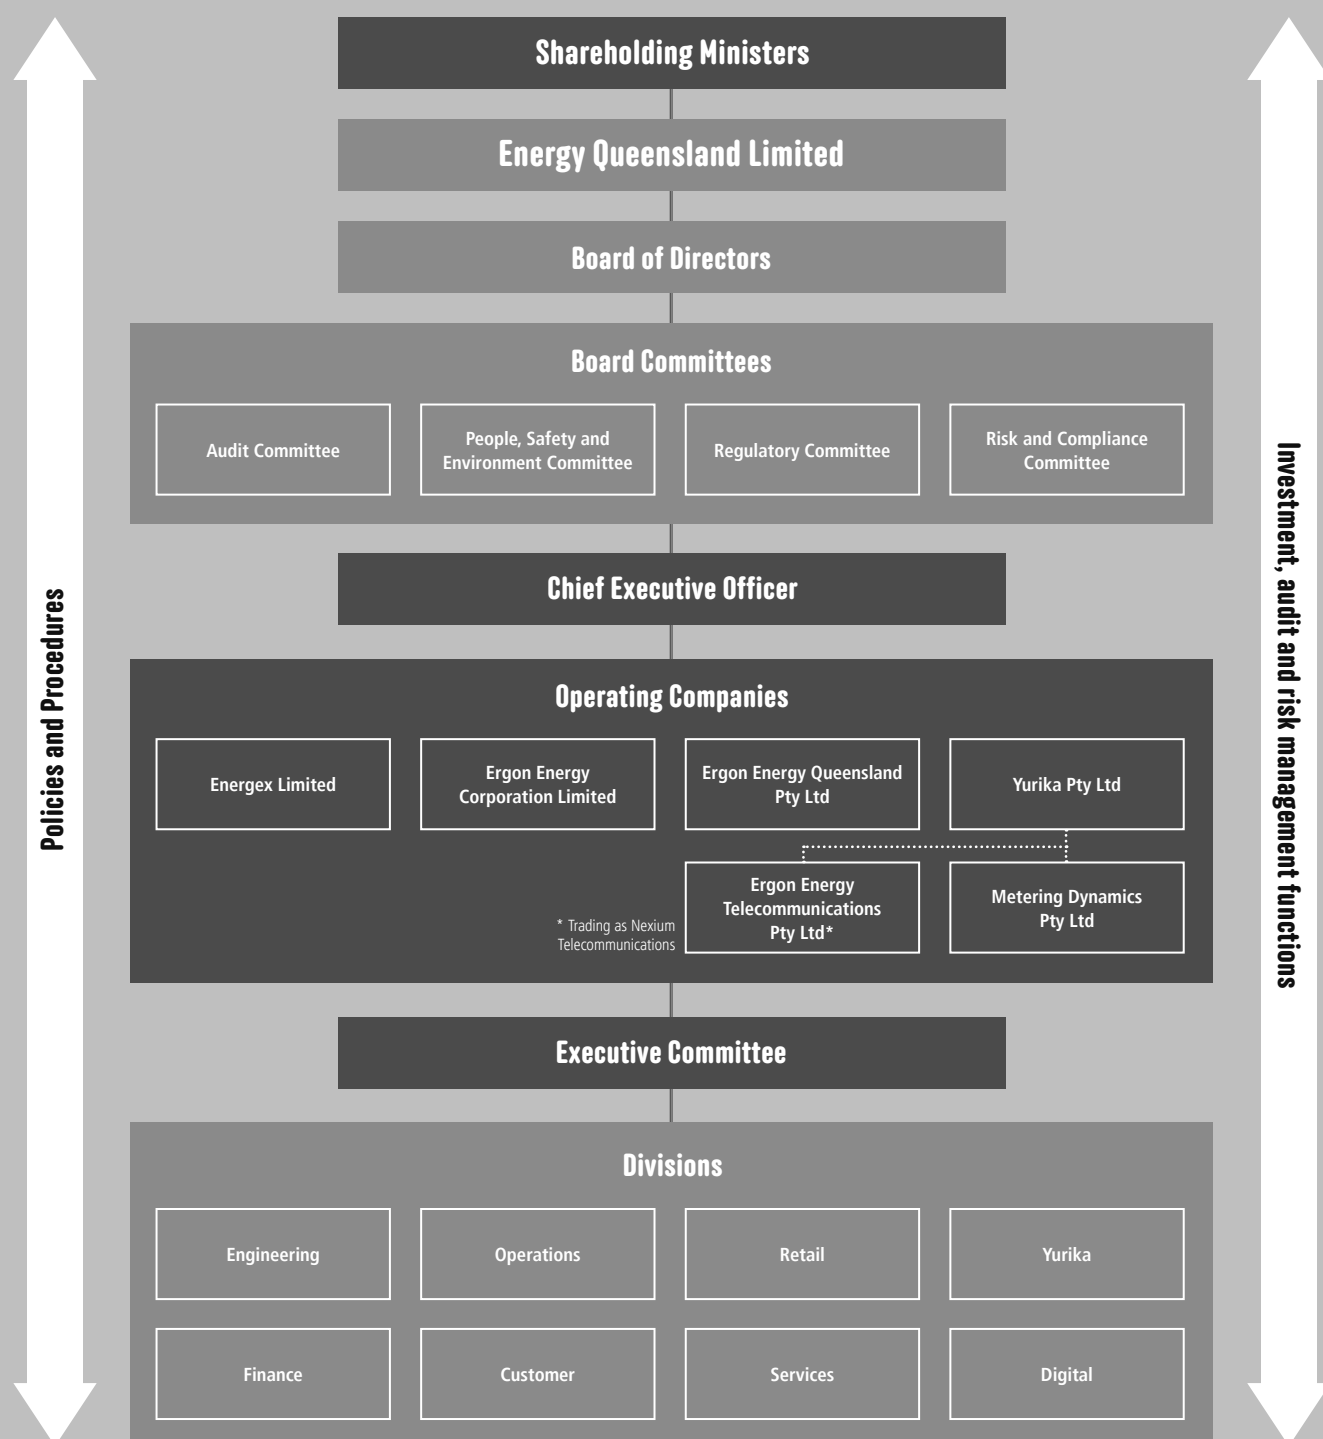 Shareholding Ministers
Energy Queensland Limited
Board of Directors
Board Committees
Audit Committee
People, Safety and
Environment Committee
Regulatory Committee
Risk and Compliance
Committee
Chief Executive Officer
Operating Companies
Energex Limited
Ergon Energy
Corporation Limited
Ergon Energy Queensland
Pty Ltd
Yurika Pty Ltd
* Trading as Nexium
Telecommunications
Ergon Energy
Telecommunications
Pty Ltd*
Metering Dynamics
Pty Ltd
Executive Committee
Divisions
Engineering
Operations
Retail
Yurika
Finance
Customer
Services
Digital
Policies and Procedures
Investment, audit and risk management functions